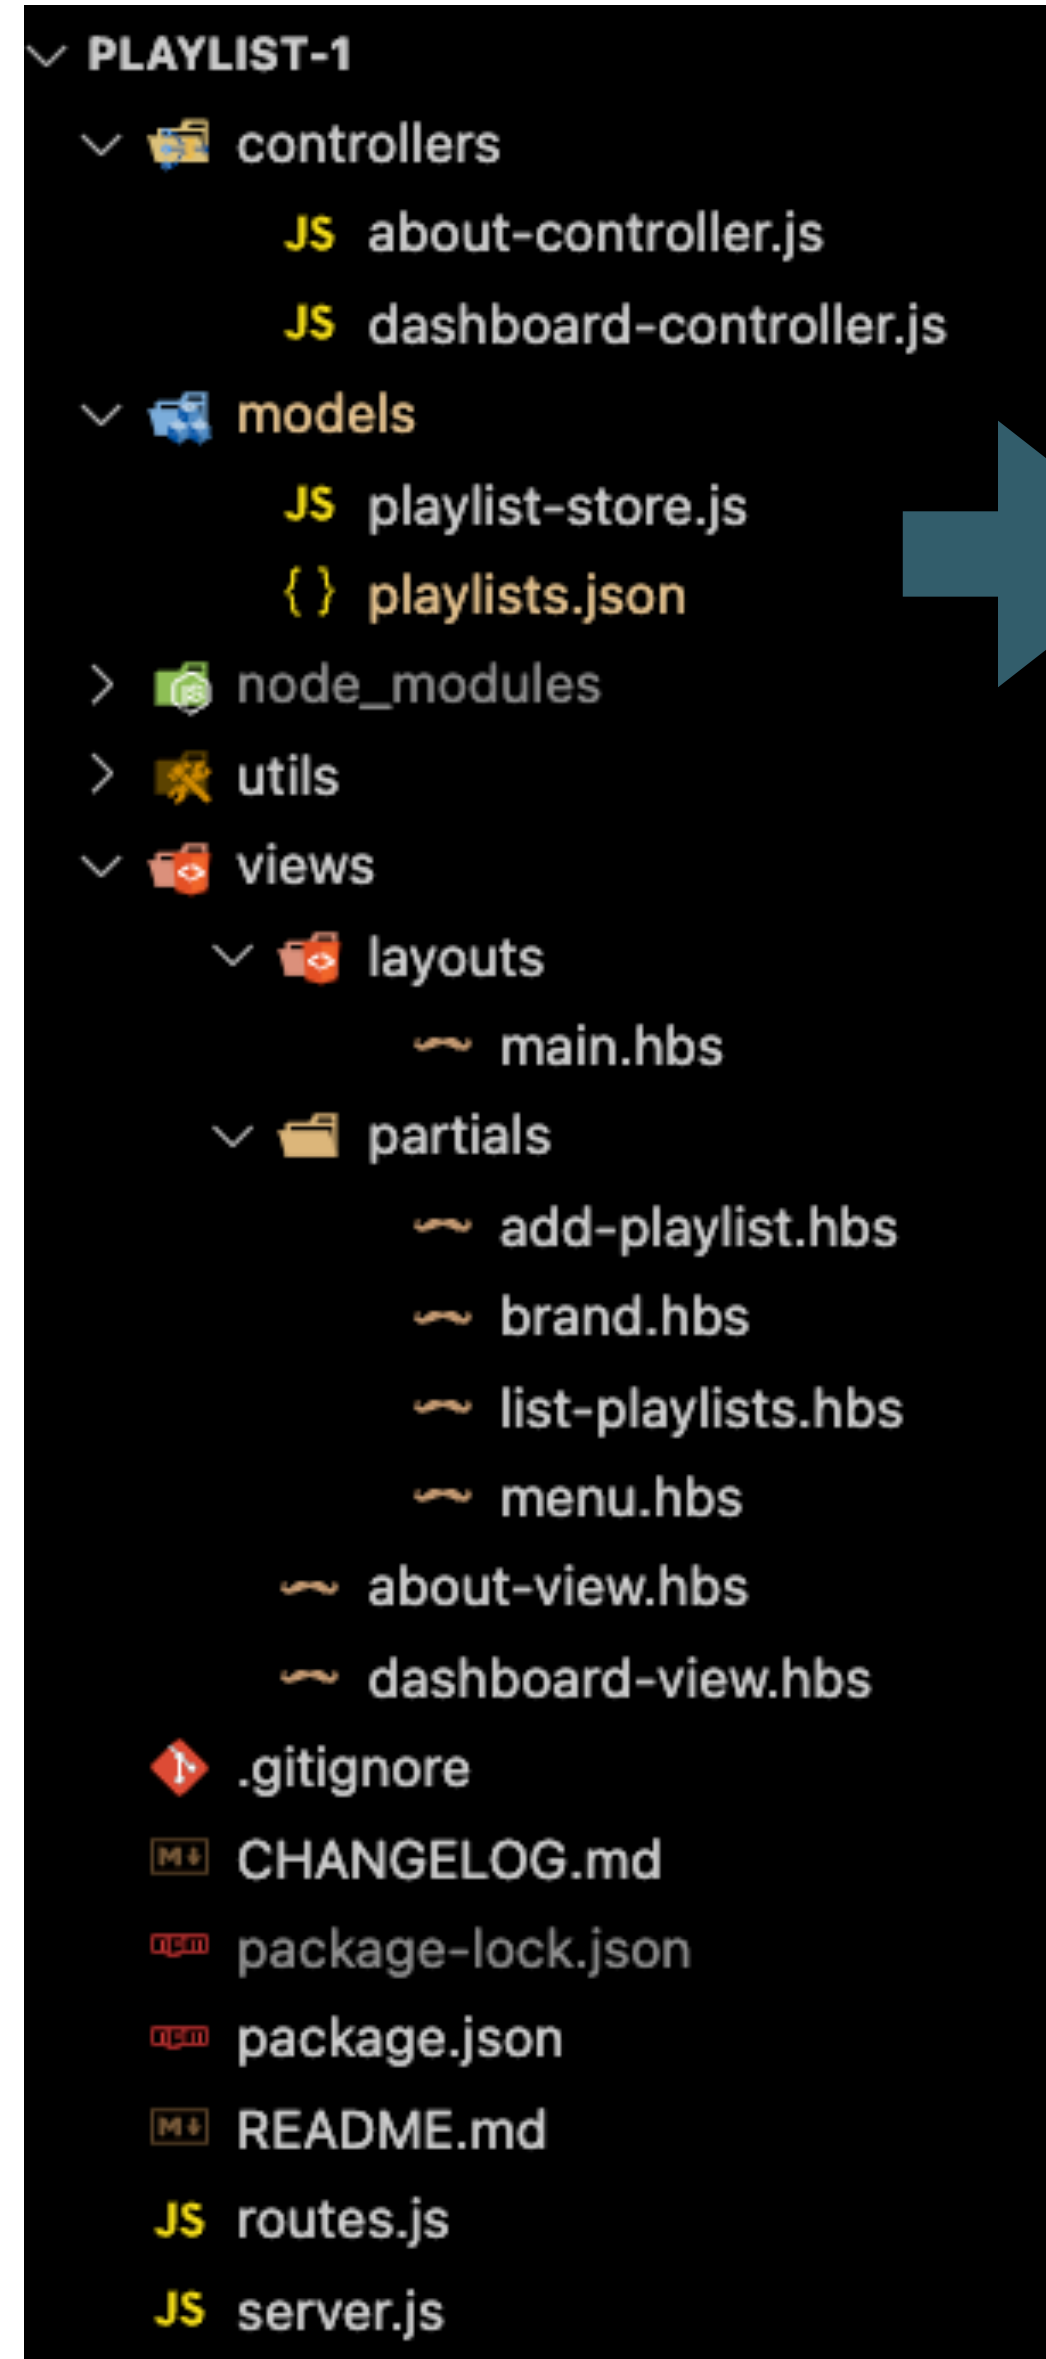 PLAYLIST-1
controllers
JS about-controller.js
JS dashboard-controller.js
models
JS playlist-store.js
{ } playlists.json
node_modules
utils
views
layouts
main.hbs
partials
add-playlist.hbs
brand.hbs
list-playlists.hbs
menu.hbs
about-view.hbs
dashboard-view.hbs
.gitignore
M CHANGELOG.md
npm package-lock.json
npm package.json
M README.md
JS routes.js
JS server.js